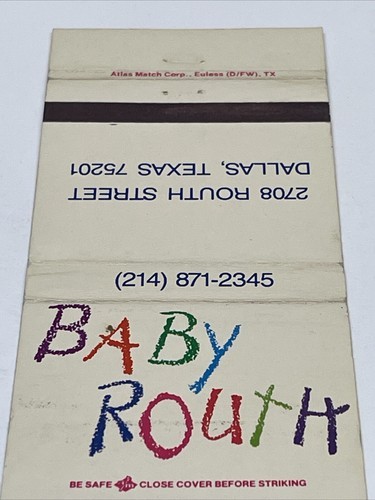 Atlas Match Corp., Euless (D/FW), TX
2708 ROUTH STREET
DALLAS, TEXAS 75201
(214) 871-2345
BABY
ROUTH
BE SAFE CLOSE COVER BEFORE STRIKING